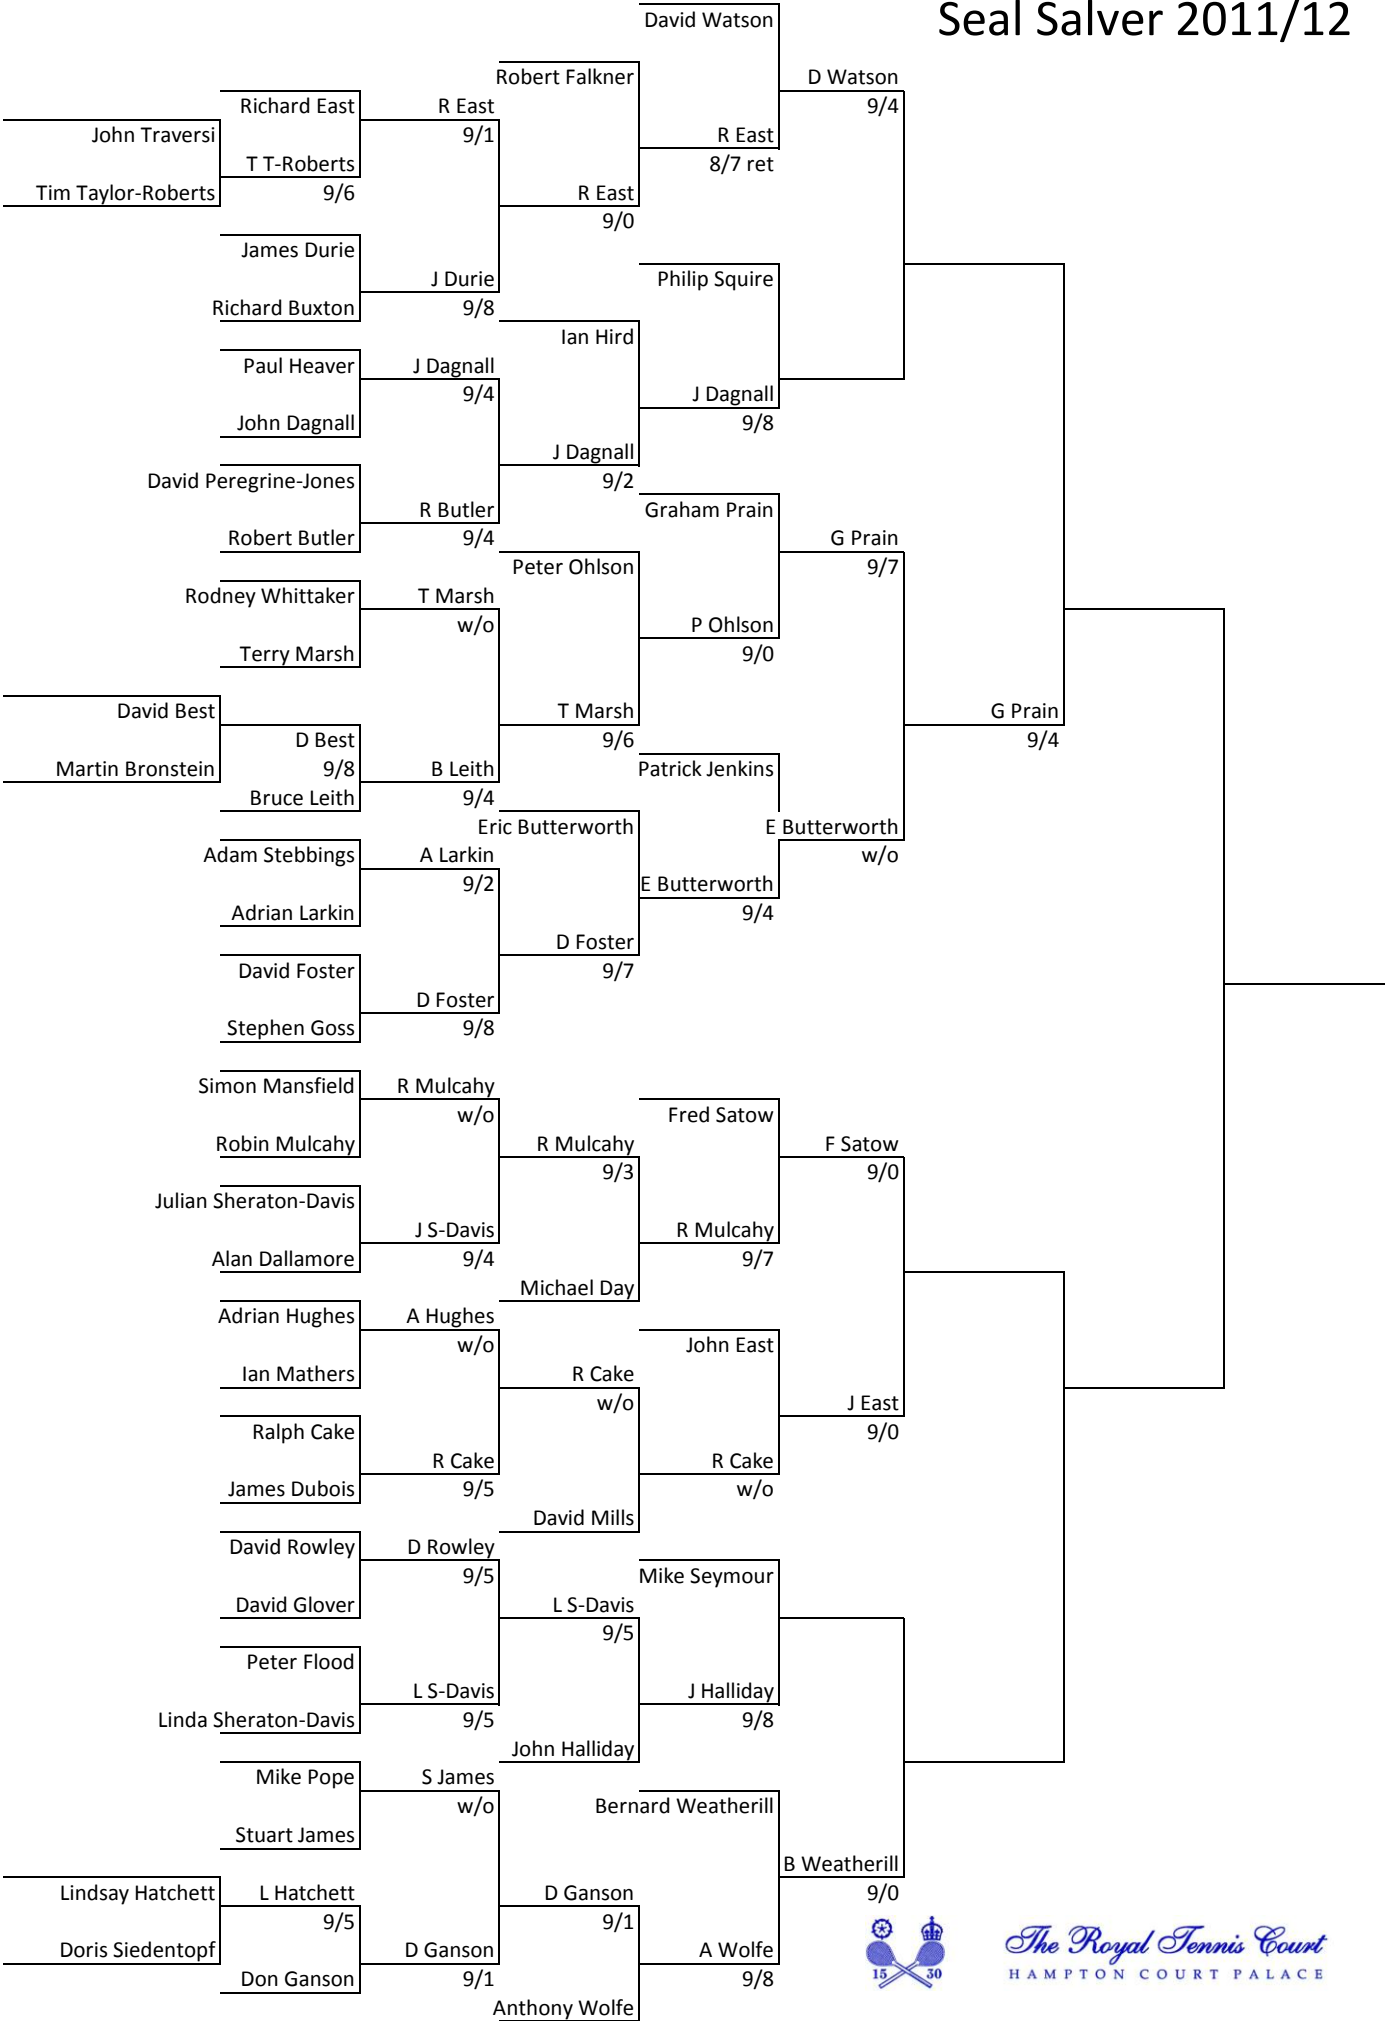 Seal Salver 2011/12
David Watson
Robert Falkner
D Watson
Richard East
R East
9/4
John Traversi
9/1
R East
T T-Roberts
8/7 ret
Tim Taylor-Roberts
9/6
R East
9/0
James Durie
J Durie
Philip Squire
Richard Buxton
9/8
Ian Hird
Paul Heaver
J Dagnall
9/4
J Dagnall
John Dagnall
9/8
J Dagnall
David Peregrine-Jones
9/2
R Butler
Graham Prain
Robert Butler
9/4
G Prain
Peter Ohlson
9/7
Rodney Whittaker
T Marsh
w/o
P Ohlson
Terry Marsh
9/0
David Best
T Marsh
G Prain
D Best
9/6
9/4
Martin Bronstein
9/8
B Leith
Patrick Jenkins
Bruce Leith
9/4
Eric Butterworth
E Butterworth
Adam Stebbings
A Larkin
w/o
9/2
E Butterworth
Adrian Larkin
9/4
D Foster
David Foster
9/7
D Foster
Stephen Goss
9/8
Simon Mansfield
R Mulcahy
w/o
Fred Satow
Robin Mulcahy
R Mulcahy
F Satow
9/3
9/0
Julian Sheraton-Davis
J S-Davis
R Mulcahy
Alan Dallamore
9/4
9/7
Michael Day
Adrian Hughes
A Hughes
w/o
John East
Ian Mathers
R Cake
w/o
J East
Ralph Cake
9/0
R Cake
R Cake
James Dubois
9/5
w/o
David Mills
David Rowley
D Rowley
9/5
Mike Seymour
David Glover
L S-Davis
9/5
Peter Flood
L S-Davis
J Halliday
Linda Sheraton-Davis
9/5
9/8
John Halliday
Mike Pope
S James
w/o
Bernard Weatherill
Stuart James
B Weatherill
Lindsay Hatchett
L Hatchett
D Ganson
9/0
9/5
9/1
Doris Siedentopf
D Ganson
A Wolfe
Don Ganson
9/1
9/8
Anthony Wolfe
15 30
The Royal Tennis Court
HAMPTON COURT PALACE